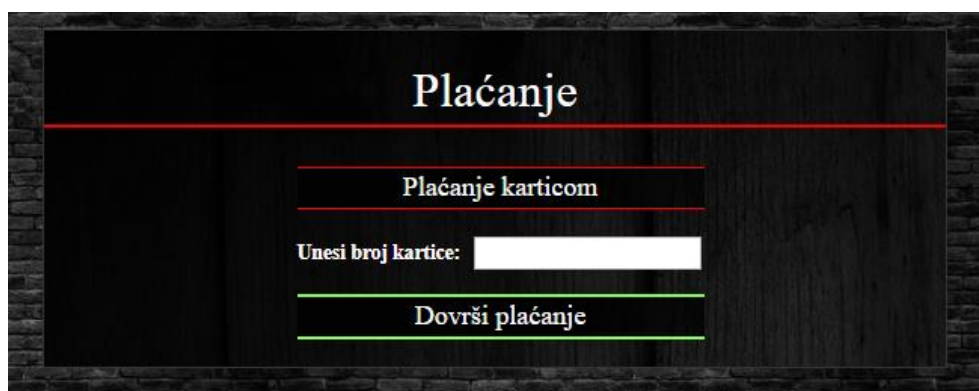 Plaćanje
Plaćanje karticom
Unesi broj kartice:
Dovrši plaćanje